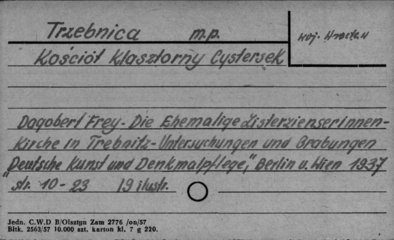 Trzebnica m.p.
Woj. Wrocław
Kościół Klasztorny Cystersek
Dagobert Frey - Die Ehemalige Zisterzienserinnen-
Kirche in Trebnitz - Untersuchungen und Grabungen
"Deutsche Kunst und Denkmalpflege", Berlin u. Wien 1937
str. 10 - 23 19 ilustr.
Jedn. C.W.D B/Olsztyn Zam 2776 /on/57
Bltk. 2563/57 10.000 szt. karton kl. 7 g 220.